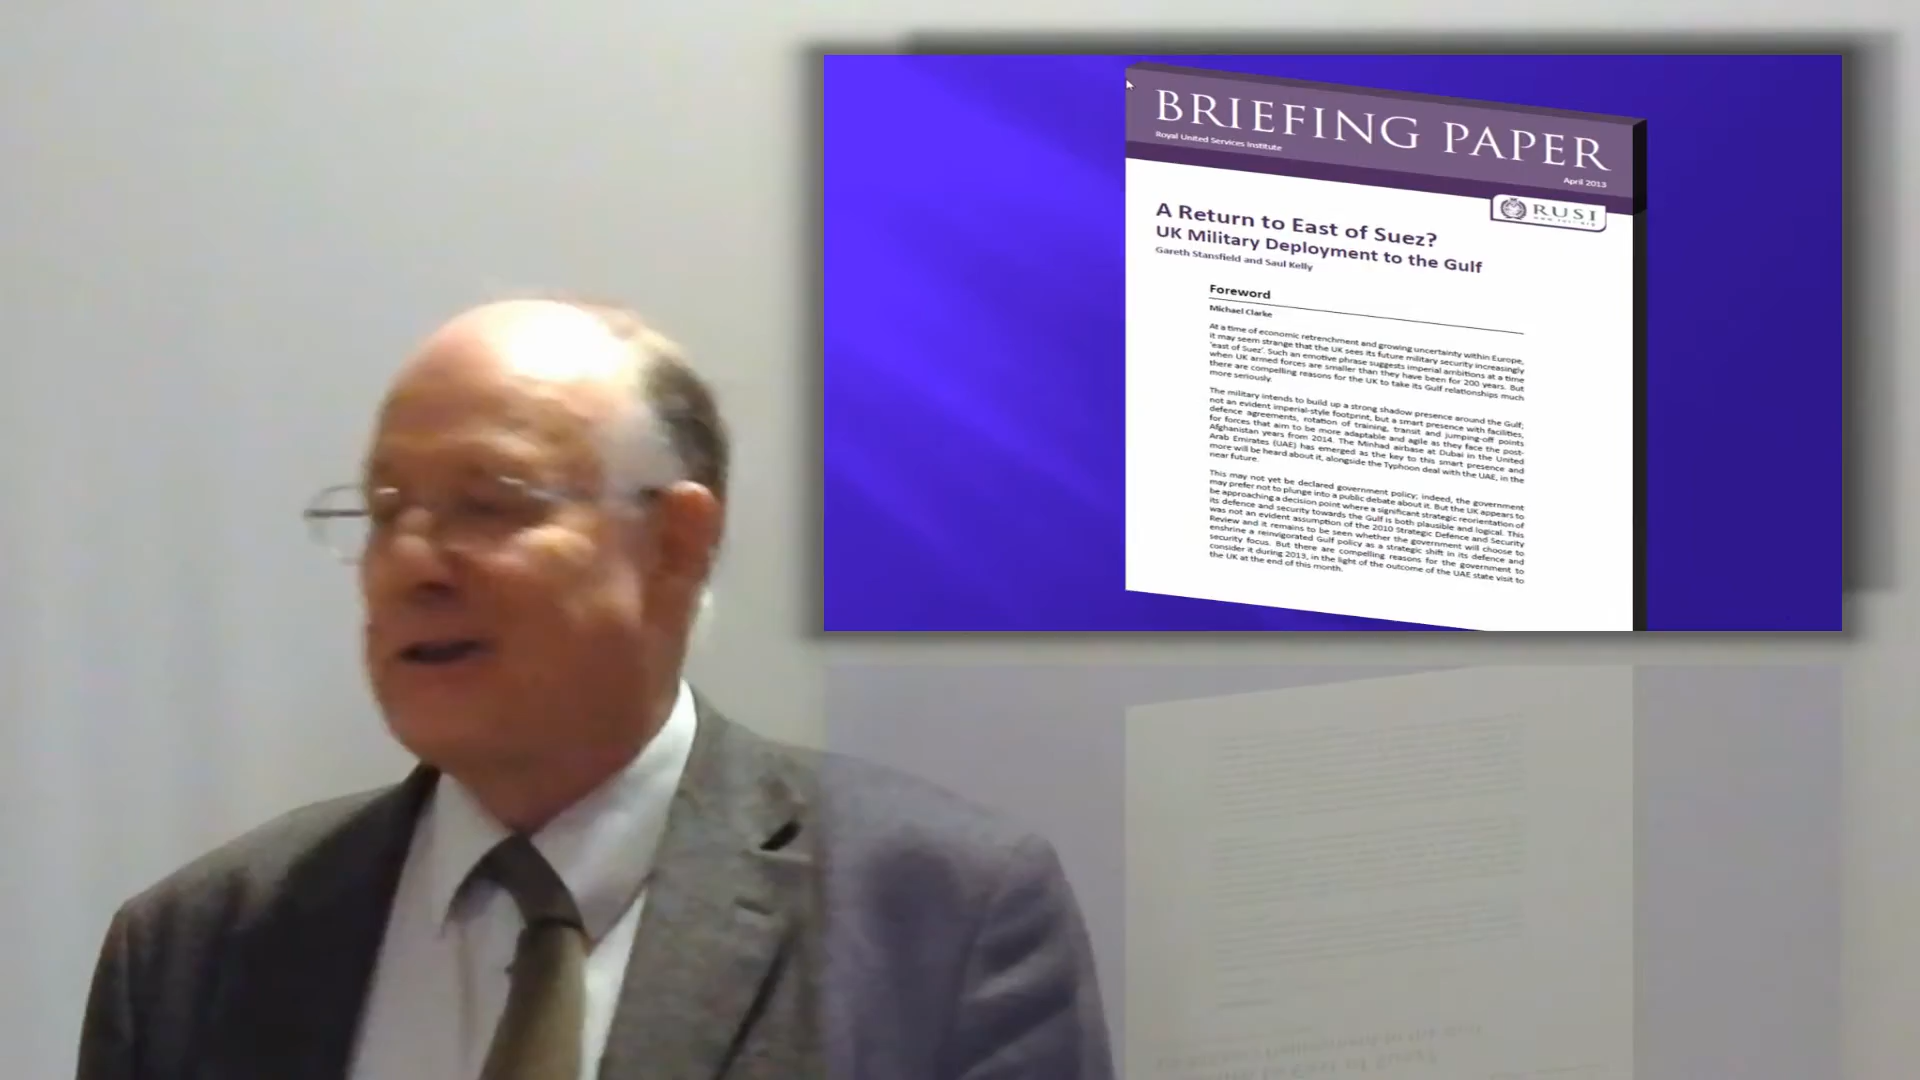 BRIEFING PAPER
Royal United Services Institute
April 2013
RUSI
A Return to East of Suez?
UK Military Deployment to the Gulf
Gareth Stansfield and Saul Kelly
Foreword
Michael Clarke
At a time of economic retrenchment and growing uncertainty within Europe,
it may seem strange that the UK sees its future military security increasingly
'east of Suez'. Such an emotive phrase suggests imperial ambitions at a time
when UK armed forces are smaller than they have been for 200 years. But
there are compelling reasons for the UK to take its Gulf relationships much
more seriously.
The military intends to build up a strong shadow presence around the Gulf;
not an evident imperial-style footprint, but a smart presence with facilities,
defence agreements, rotation of training, transit and jumping-off points
for forces that aim to be more adaptable and agile as they face the post-
Afghanistan years from 2014. The Minhad airbase at Dubai in the United
Arab Emirates (UAE) has emerged as the key to this smart presence and
more will be heard about it, alongside the Typhoon deal with the UAE, in the
near future.
This may not yet be declared government policy; indeed, the government
may prefer not to plunge into a public debate about it. But the UK appears to
be approaching a decision point where a significant strategic reorientation of
its defence and security towards the Gulf is both plausible and logical. This
was not an evident assumption of the 2010 Strategic Defence and Security
Review and it remains to be seen whether the government will choose to
enshrine a reinvigorated Gulf policy as a strategic shift in its defence and
security focus. But there are compelling reasons for the government to
consider it during 2013, in the light of the outcome of the UAE state visit to
the UK at the end of this month.